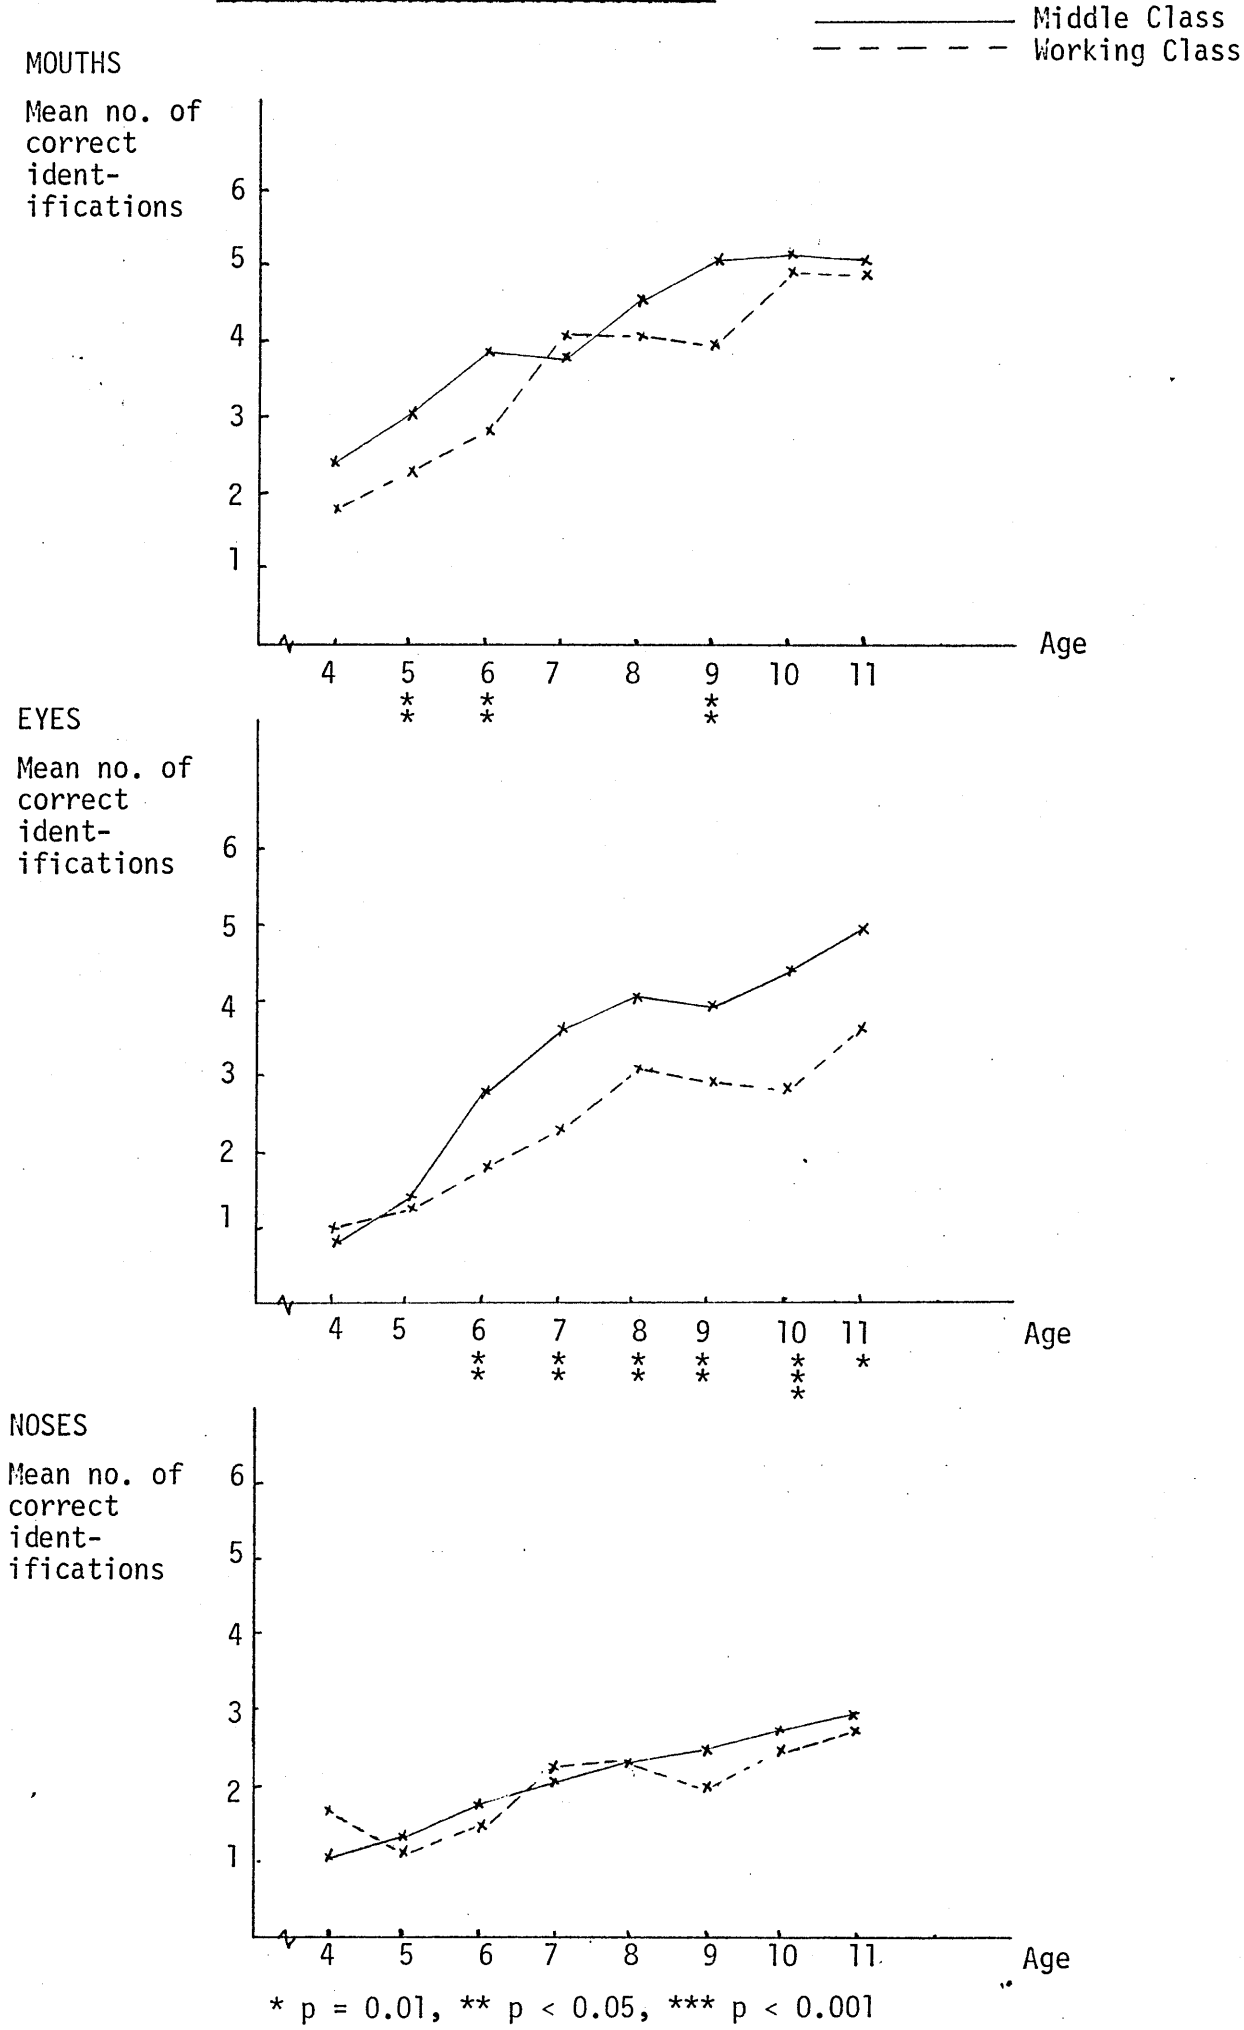 Middle Class
Working Class
MOUTHS
Mean no. of
correct
ident-
ifications
6
5
4
3
2
1
4 5 6 7 8 9 10 11 Age
** ** **
EYES
Mean no. of
correct
ident-
ifications
6
5
4
3
2
1
4 5 6 7 8 9 10 11 Age
** ** ** ** *** *
NOSES
Mean no. of
correct
ident-
ifications
6
5
4
3
2
1
4 5 6 7 8 9 10 11 Age
* p = 0.01, ** p < 0.05, *** p < 0.001